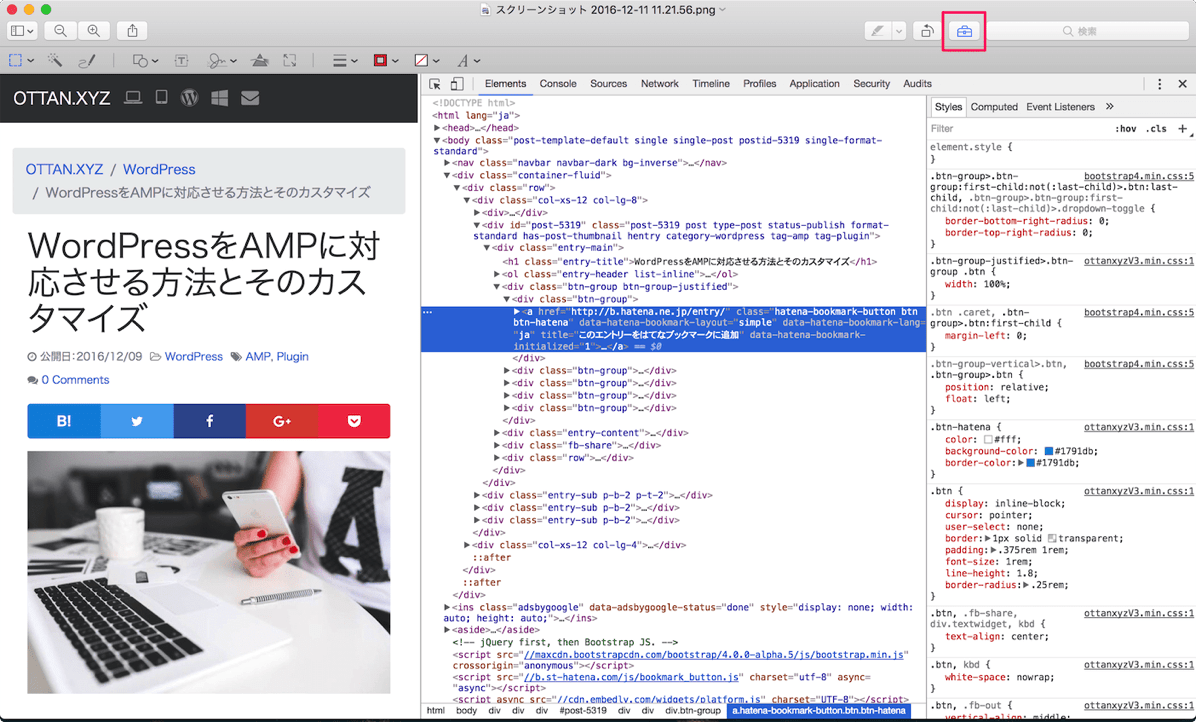 スクリーンショット 2016-12-11 11.21.56.png
検索
OTTAN.XYZ
OTTAN.XYZ / WordPress
/ WordPressをAMPに対応させる方法とそのカスタマイズ
WordPressをAMPに対
応させる方法とそのカス
タマイズ
公開日:2016/12/09 WordPress AMP, Plugin
0 Comments
B!
G+
Elements Console Sources Network Timeline Profiles Application Security Audits
<!DOCTYPE html>
<html lang="ja">
▶<head>…</head>
▼<body class="post-template-default single single-post postid-5319 single-format-
standard">
▶<nav class="navbar navbar-dark bg-inverse">…</nav>
▼<div class="container-fluid">
▼<div class="row">
▼<div class="col-xs-12 col-lg-8">
▶<div>…</div>
▼<div id="post-5319" class="post-5319 post type-post status-publish format-
standard has-post-thumbnail hentry category-wordpress tag-amp tag-plugin">
▼<div class="entry-main">
<h1 class="entry-title">WordPressをAMPに対応させる方法とそのカスタマイズ</h1>
▶<ol class="entry-header list-inline">…</ol>
▼<div class="btn-group btn-group-justified">
▼<div class="btn-group">
…
▶<a href="http://b.hatena.ne.jp/entry/" class="hatena-bookmark-button btn
btn-hatena" data-hatena-bookmark-layout="simple" data-hatena-bookmark-lang=
"ja" title="このエントリーをはてなブックマークに追加" data-hatena-bookmark-
initialized="1">…</a> == $0
</div>
▶<div class="btn-group">…</div>
▶<div class="btn-group">…</div>
▶<div class="btn-group">…</div>
▶<div class="btn-group">…</div>
</div>
▶<div class="entry-content">…</div>
▶<div class="fb-share">…</div>
▶<div class="row">…</div>
</div>
</div>
▶<div class="entry-sub p-b-2 p-t-2">…</div>
▶<div class="entry-sub p-b-2">…</div>
▶<div class="entry-sub p-b-2">…</div>
</div>
▶<div class="col-xs-12 col-lg-4">…</div>
::after
</div>
::after
</div>
▶<ins class="adsbygoogle" data-adsbygoogle-status="done" style="display: none; width:
auto; height: auto;">…</ins>
▶<aside>…</aside>
<!-- jQuery first, then Bootstrap JS. -->
<script src="//maxcdn.bootstrapcdn.com/bootstrap/4.0.0-alpha.5/js/bootstrap.min.js"
crossorigin="anonymous"></script>
<script src="//b.st-hatena.com/js/bookmark_button.js" charset="utf-8" async=
"async"></script>
<script async src="//cdn.embedly.com/widgets/platform.js" charset="UTF-8"></script>
html body div div div #post-5319 div div div.btn-group a.hatena-bookmark-button.btn.btn-hatena
Styles Computed Event Listeners »
Filter :hov .cls +
element.style {
}
.btn-group>.btn- bootstrap4.min.css:5
group:first-child:not(:last-child)>.btn:last-
child, .btn-group>.btn-group:first-
child:not(:last-child)>.dropdown-toggle {
border-bottom-right-radius: 0;
border-top-right-radius: 0;
}
.btn-group-justified>.btn- ottanxyzV3.min.css:1
group .btn {
width: 100%;
}
.btn .caret, .btn- bootstrap4.min.css:5
group>.btn:first-child {
margin-left: 0;
}
.btn-group-vertical>.btn, bootstrap4.min.css:5
.btn-group>.btn {
position: relative;
float: left;
}
.btn-hatena { ottanxyzV3.min.css:1
color: #fff;
background-color: #1791db;
border-color:▶ #1791db;
}
.btn { ottanxyzV3.min.css:1
display: inline-block;
cursor: pointer;
user-select: none;
border:▶1px solid transparent;
padding:▶.375rem 1rem;
font-size: 1rem;
line-height: 1.8;
border-radius:▶.25rem;
}
.btn, .fb-share, ottanxyzV3.min.css:1
div.textwidget, kbd {
text-align: center;
}
.btn, kbd { ottanxyzV3.min.css:1
white-space: nowrap;
}
.btn, .fb-out { ottanxyzV3.min.css:1
vertical-align: middle;